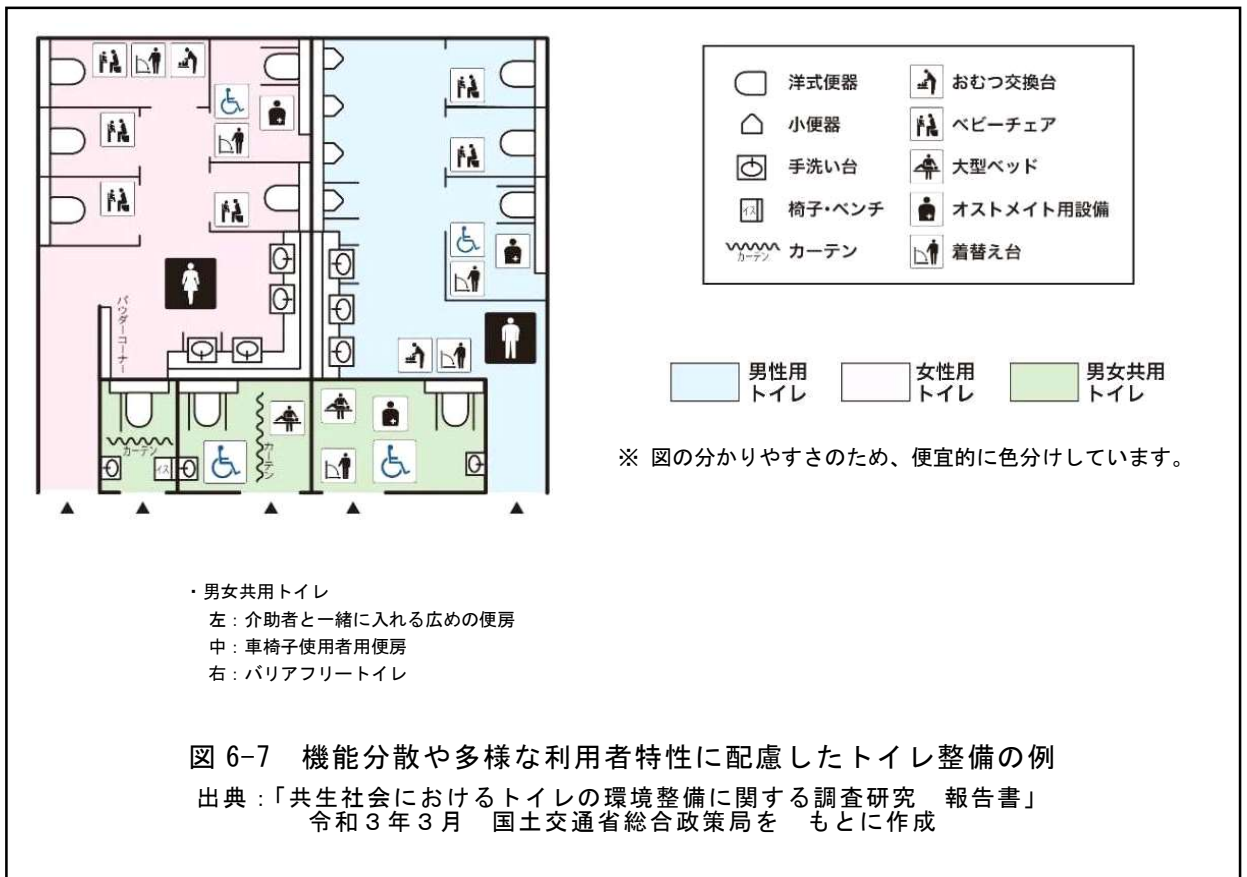 パウダーコーナー
カーテン
イス
カーテン
洋式便器
おむつ交換台
小便器
ベビーチェア
手洗い台
大型ベッド
イス
椅子・ベンチ
オストメイト用設備
カーテン
カーテン
着替え台
男性用
トイレ
女性用
トイレ
男女共用
トイレ
※ 図の分かりやすさのため、便宜的に色分けしています。
・男女共用トイレ
左：介助者と一緒に入れる広めの便房
中：車椅子使用者用便房
右：バリアフリートイレ
図 6-7　機能分散や多様な利用者特性に配慮したトイレ整備の例
出典：「共生社会におけるトイレの環境整備に関する調査研究　報告書」
令和３年３月　国土交通省総合政策局を　もとに作成